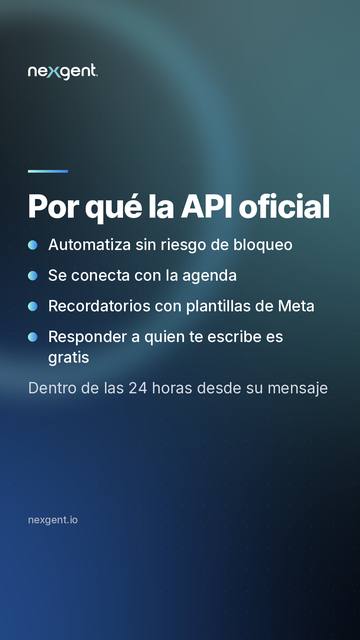 nexgent.
Por qué la API oficial
Automatiza sin riesgo de bloqueo
Se conecta con la agenda
Recordatorios con plantillas de Meta
Responder a quien te escribe es
gratis
Dentro de las 24 horas desde su mensaje
nexgent.io